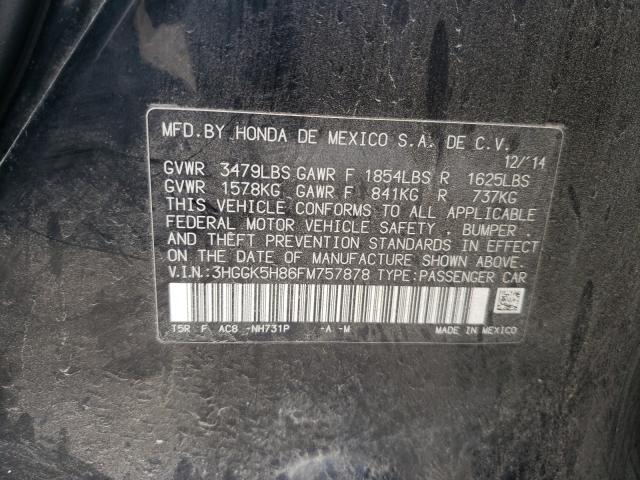 MFD. BY HONDA DE MEXICO S.A. DE C.V.
12/'14
GVWR 3479LBS GAWR F 1854LBS R 1625LBS
GVWR 1578KG GAWR F 841KG R 737KG
THIS VEHICLE CONFORMS TO ALL APPLICABLE
FEDERAL MOTOR VEHICLE SAFETY, BUMPER,
AND THEFT PREVENTION STANDARDS IN EFFECT
ON THE DATE OF MANUFACTURE SHOWN ABOVE.
V.I.N.:3HGGK5H86FM757878 TYPE:PASSENGER CAR
T5R F AC8 -NH731P -A -M MADE IN MEXICO